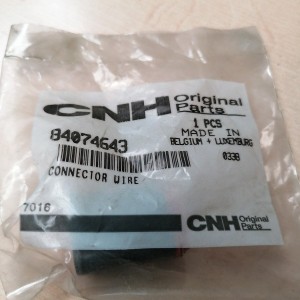 CNH Original Parts
84074643
1 PCS
MADE IN
BELGIUM + LUXEMBURG
0338
CONNECTOR WIRE
7016
CNH Original Parts